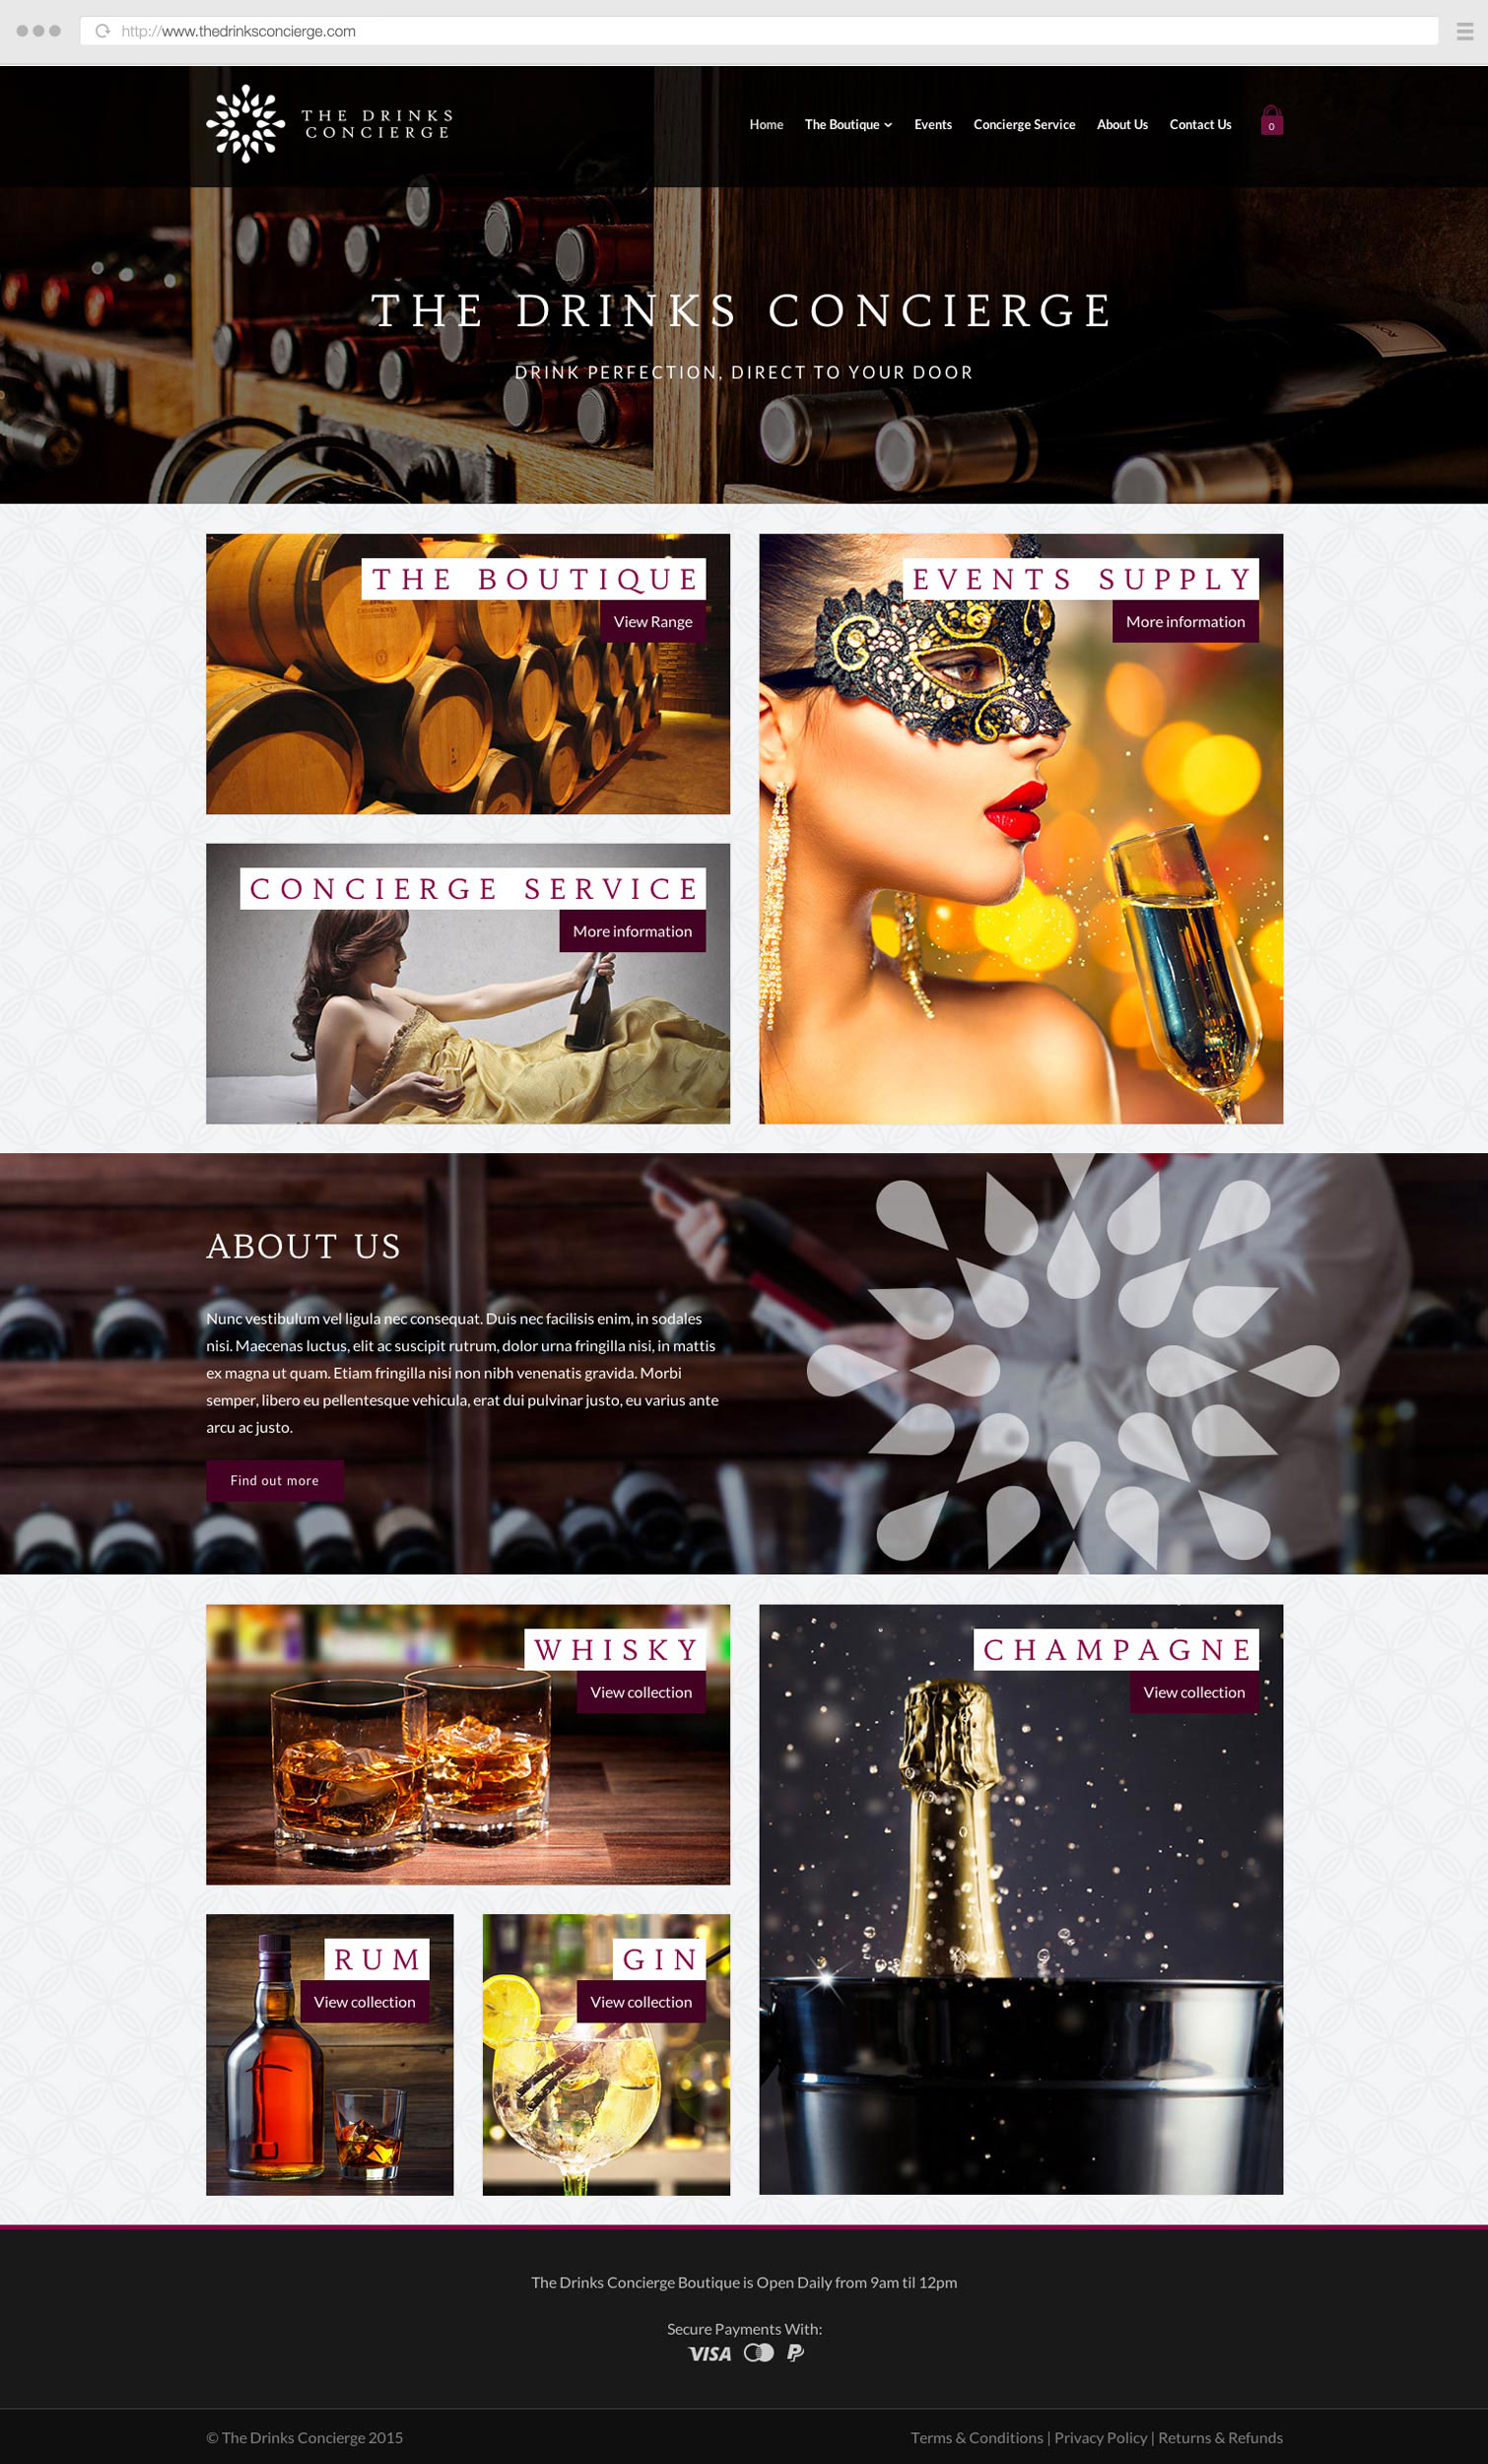 http://www.thedrinksconcierge.com
THE DRINKS
CONCIERGE
Home The Boutique Events Concierge Service About Us Contact Us 0
THE DRINKS CONCIERGE
DRINK PERFECTION, DIRECT TO YOUR DOOR
THE BOUTIQUE
View Range
EVENTS SUPPLY
More information
CONCIERGE SERVICE
More information
ABOUT US
Nunc vestibulum vel ligula nec consequat. Duis nec facilisis enim, in sodales
nisi. Maecenas luctus, elit ac suscipit rutrum, dolor urna fringilla nisi, in mattis
ex magna ut quam. Etiam fringilla nisi non nibh venenatis gravida. Morbi
semper, libero eu pellentesque vehicula, erat dui pulvinar justo, eu varius ante
arcu ac justo.
Find out more
WHISKY
View collection
CHAMPAGNE
View collection
RUM
View collection
GIN
View collection
The Drinks Concierge Boutique is Open Daily from 9am til 12pm
Secure Payments With:
VISA
© The Drinks Concierge 2015
Terms & Conditions | Privacy Policy | Returns & Refunds